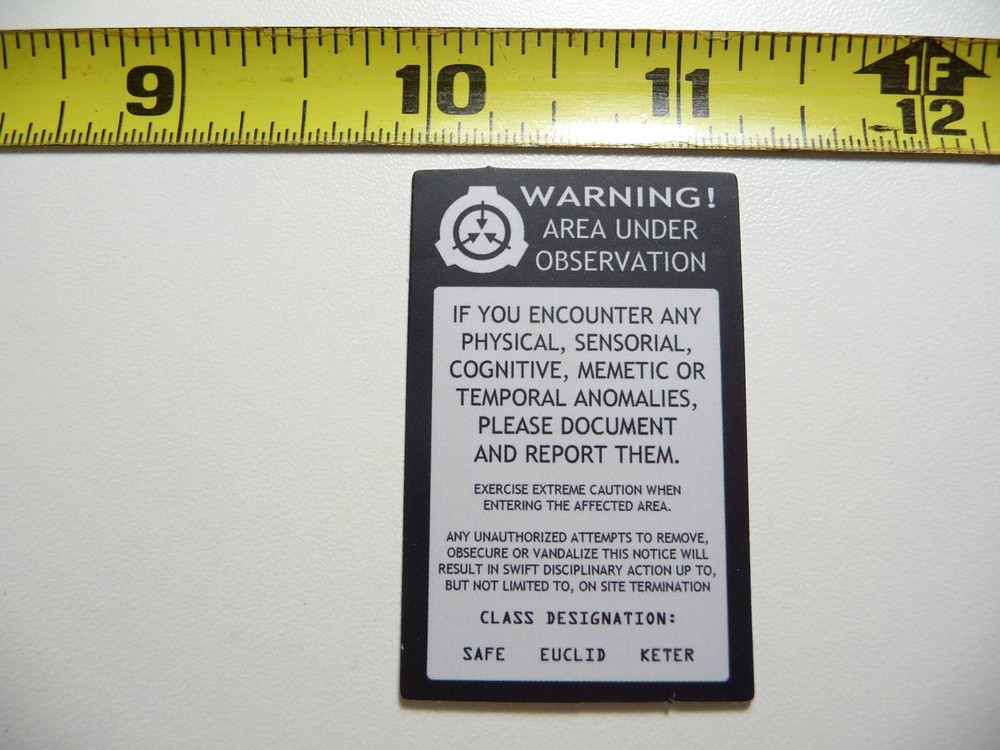 9 10 11 1F
12
WARNING!
AREA UNDER
OBSERVATION
IF YOU ENCOUNTER ANY
PHYSICAL, SENSORIAL,
COGNITIVE, MEMETIC OR
TEMPORAL ANOMALIES,
PLEASE DOCUMENT
AND REPORT THEM.
EXERCISE EXTREME CAUTION WHEN
ENTERING THE AFFECTED AREA.
ANY UNAUTHORIZED ATTEMPTS TO REMOVE,
OBSECURE OR VANDALIZE THIS NOTICE WILL
RESULT IN SWIFT DISCIPLINARY ACTION UP TO,
BUT NOT LIMITED TO, ON SITE TERMINATION
CLASS DESIGNATION:
SAFE EUCLID KETER